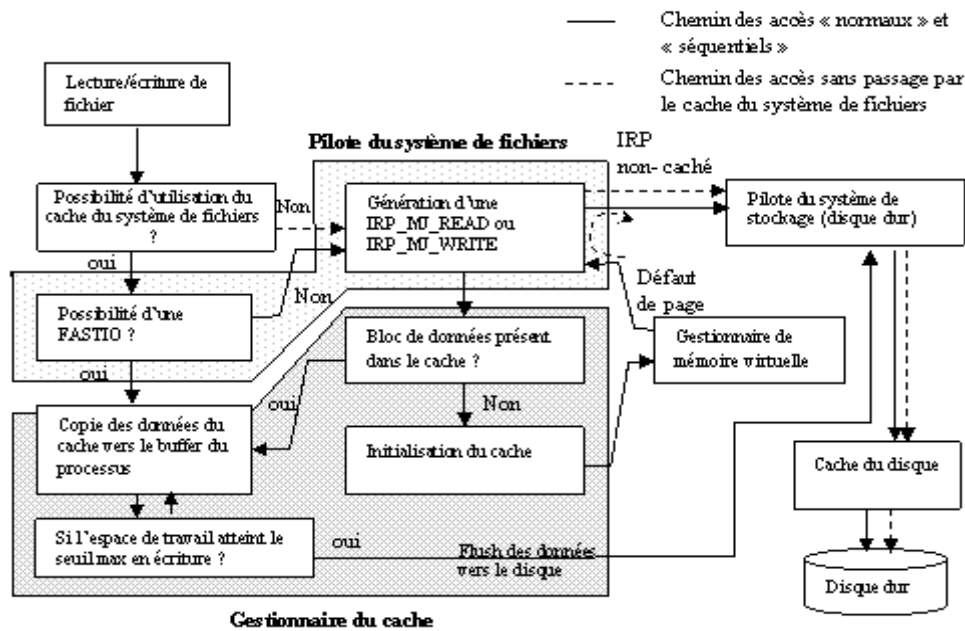 Chemin des accès « normaux » et
« séquentiels »
Chemin des accès sans passage par
le cache du système de fichiers
Lecture/écriture de
fichier
Pilote du système de fichiers
IRP
non- caché
Possibilité d'utilisation du
cache du système de fichiers
?
Non
Génération d'une
IRP_MJ_READ ou
IRP_MJ_WRITE
Pilote du système de
stockage (disque dur)
oui
Non
Défaut
de page
Possibilité d'une
FASTIO ?
Bloc de données présent
dans le cache ?
Gestionnaire de
mémoire virtuelle
oui
oui
Non
Copie des données du
cache vers le buffer du
processus
Initialisation du cache
Cache du disque
Si l'espace de travail atteint le
seuil max en écriture ?
oui
Flush des données
vers le disque
Disque dur
Gestionnaire du cache